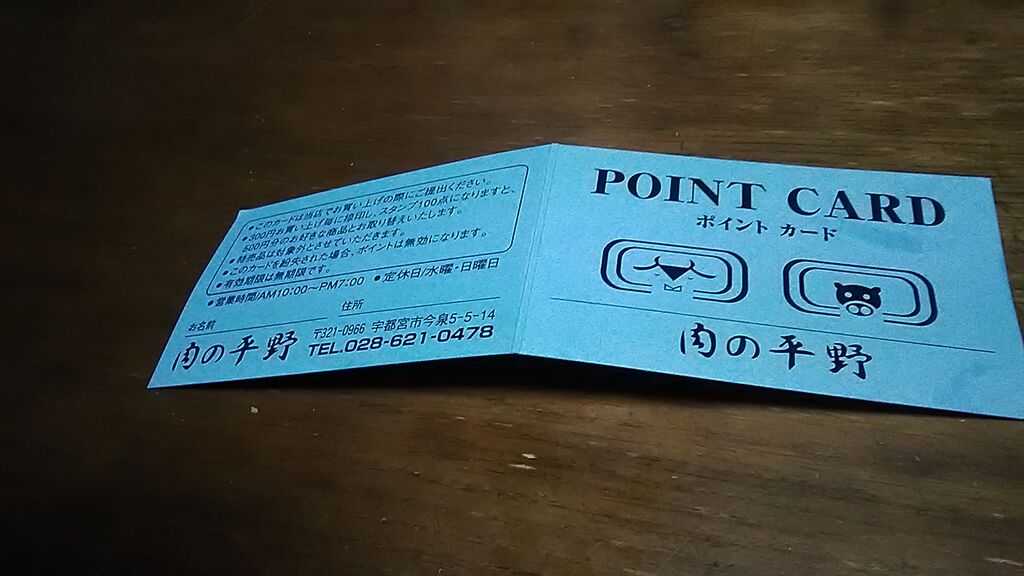 ●このカードは当店でお買い上げの際にご提出ください。
●300円お買い上げ毎に捺印し、スタンプ100点になりますと、
500円分のお好きな商品とお取り替えいたします。
●特売品は対象外とさせていただきます。
●このカードを紛失された場合、ポイントは無効になります。
●有効期限は無期限です。
●営業時間/AM10:00〜PM7:00 ●定休日/水曜・日曜日
お名前 住所
肉の平野 〒321-0966 宇都宮市今泉5-5-14
TEL.028-621-0478
POINT CARD
ポイント カード
肉の平野